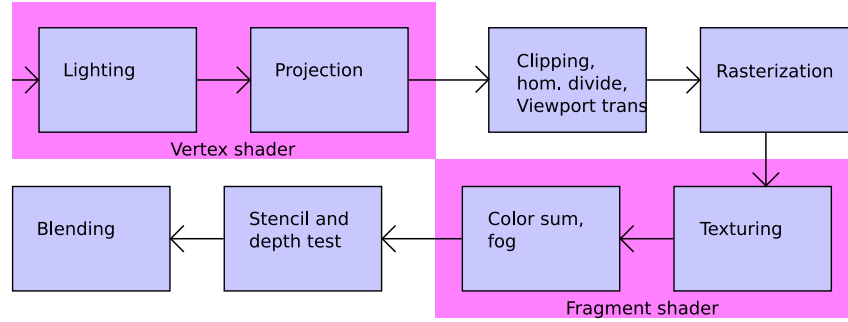 Lighting
Projection
Clipping,
hom. divide,
Viewport trans
Rasterization
Vertex shader
Texturing
Color sum,
fog
Stencil and
depth test
Blending
Fragment shader